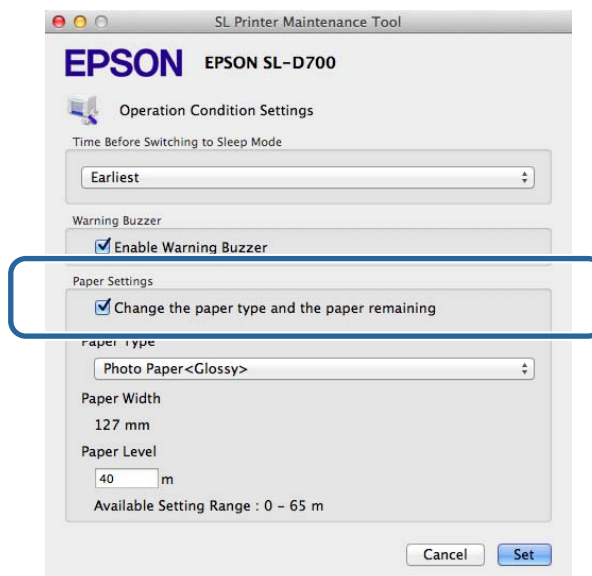 SL Printer Maintenance Tool
EPSON EPSON SL-D700
Operation Condition Settings
Time Before Switching to Sleep Mode
Earliest
Warning Buzzer
Enable Warning Buzzer
Paper Settings
Change the paper type and the paper remaining
Paper Type
Photo Paper<Glossy>
Paper Width
127 mm
Paper Level
40 m
Available Setting Range : 0 – 65 m
Cancel Set